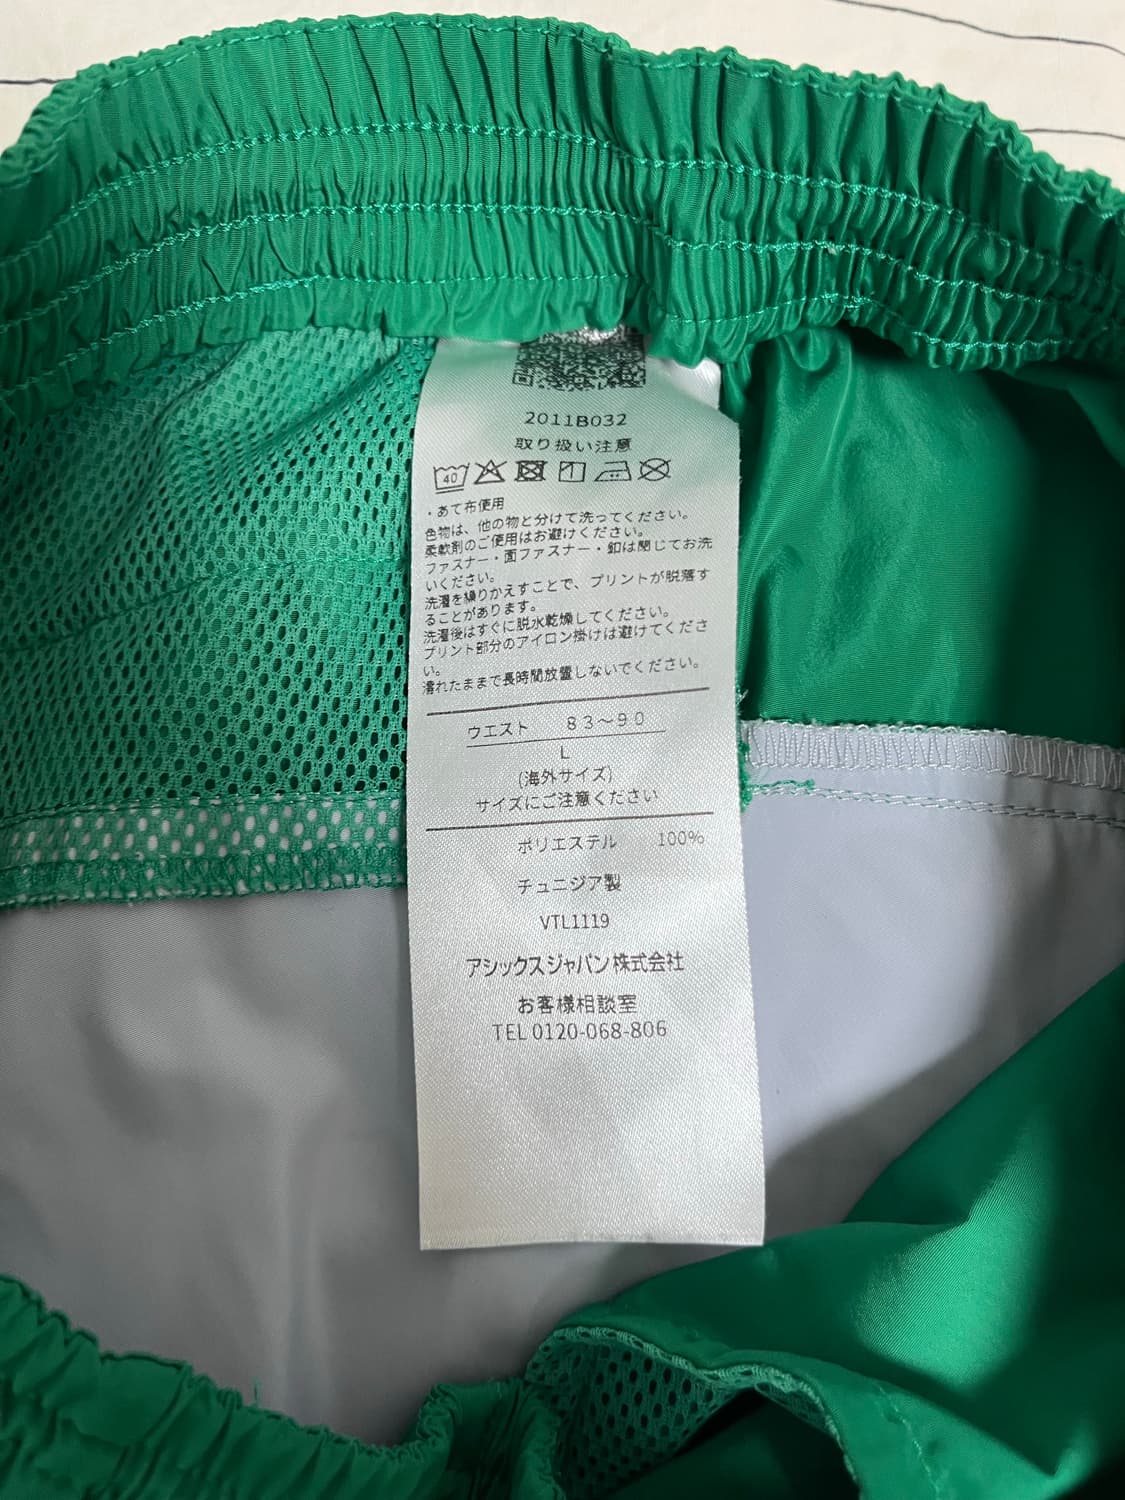 2011B032
取り扱い注意
40
・あて布使用
色物は、他の物と分けて洗ってください。
柔軟剤のご使用はお避けください。
ファスナー・面ファスナー・釦は閉じてお洗
いください。
洗濯を繰りかえすことで、プリントが脱落す
ることがあります。
洗濯後はすぐに脱水乾燥してください。
プリント部分のアイロン掛けは避けてくださ
い。
濡れたままで長時間放置しないでください。
ウエスト 83〜90
L
(海外サイズ)
サイズにご注意ください
ポリエステル 100%
チュニジア製
VTL1119
アシックスジャパン株式会社
お客様相談室
TEL 0120-068-806